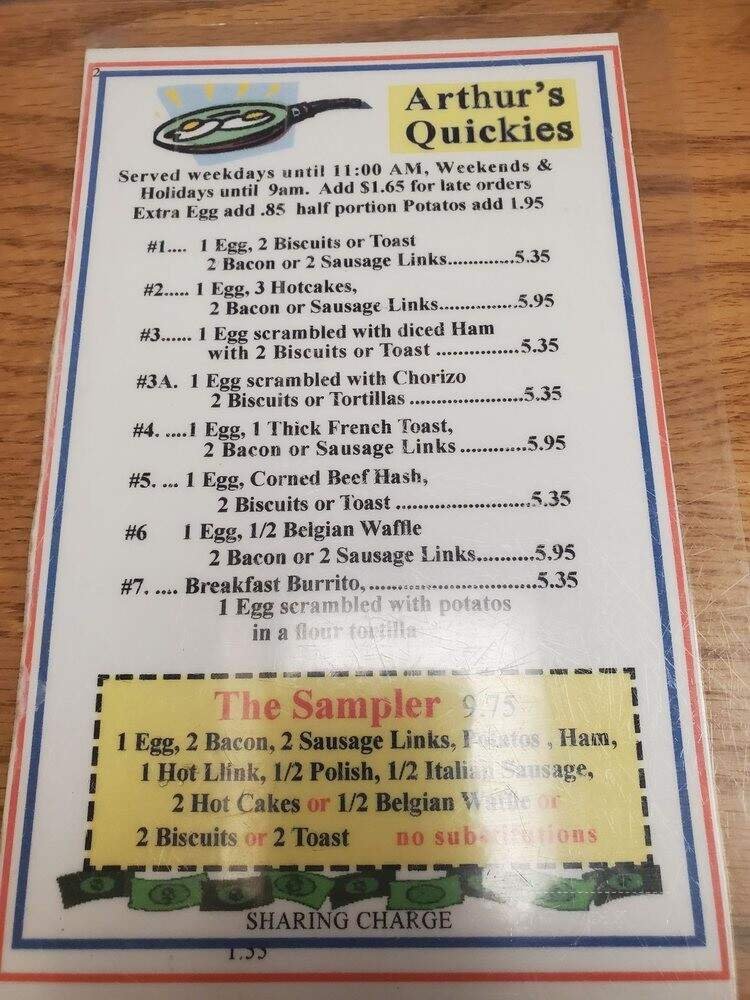 2
Arthur's
Quickies
Served weekdays until 11:00 AM, Weekends &
Holidays until 9am. Add $1.65 for late orders
Extra Egg add .85 half portion Potatos add 1.95
#1.... 1 Egg, 2 Biscuits or Toast
2 Bacon or 2 Sausage Links.............5.35
#2..... 1 Egg, 3 Hotcakes,
2 Bacon or Sausage Links...............5.95
#3...... 1 Egg scrambled with diced Ham
with 2 Biscuits or Toast ................5.35
#3A. 1 Egg scrambled with Chorizo
2 Biscuits or Tortillas ......................5.35
#4. ....1 Egg, 1 Thick French Toast,
2 Bacon or Sausage Links ............5.95
#5. ... 1 Egg, Corned Beef Hash,
2 Biscuits or Toast ..........................5.35
#6 1 Egg, 1/2 Belgian Waffle
2 Bacon or 2 Sausage Links...........5.95
#7. .... Breakfast Burrito,................................5.35
1 Egg scrambled with potatos
in a flour tortilla
The Sampler 9.75
1 Egg, 2 Bacon, 2 Sausage Links, Potatos , Ham,
1 Hot LIink, 1/2 Polish, 1/2 Italian Sausage,
2 Hot Cakes or 1/2 Belgian Waffle or
2 Biscuits or 2 Toast no substitutions
SHARING CHARGE
1.55